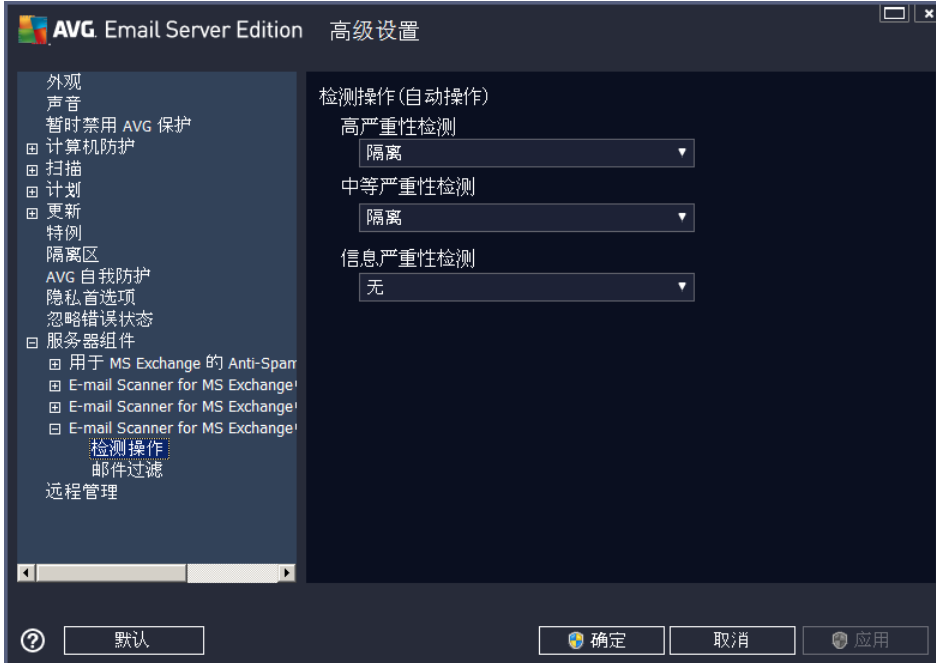 AVG. Email Server Edition 高级设置
外观
声音
暂时禁用 AVG 保护
计算机防护
扫描
计划
更新
特例
隔离区
AVG 自我防护
隐私首选项
忽略错误状态
服务器组件
用于 MS Exchange 的 Anti-Spam
E-mail Scanner for MS Exchange
E-mail Scanner for MS Exchange
E-mail Scanner for MS Exchange
检测操作
邮件过滤
远程管理
检测操作(自动操作)
高严重性检测
隔离
中等严重性检测
隔离
信息严重性检测
无
默认
确定
取消
应用